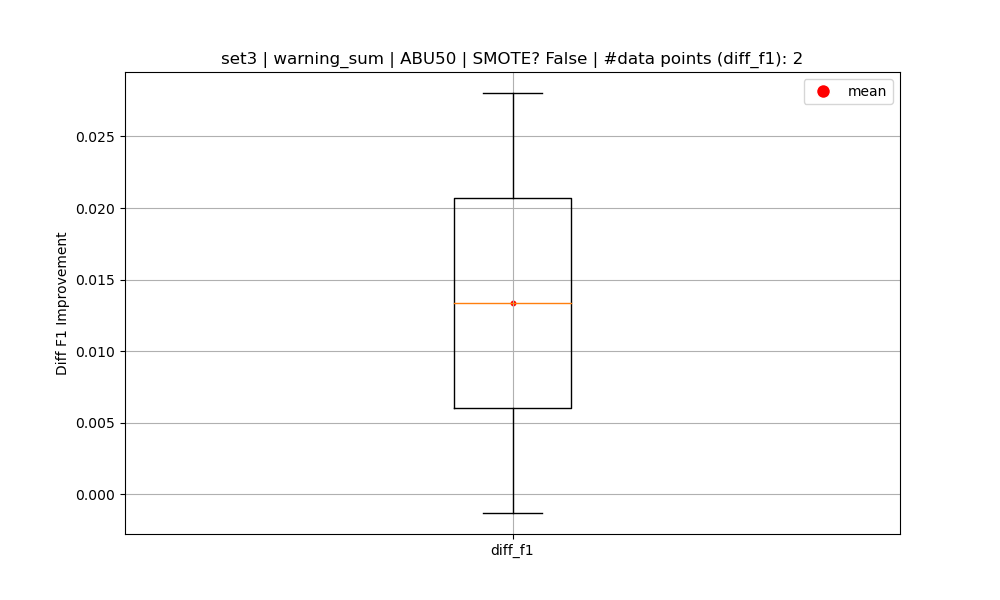 set3 | warning_sum | ABU50 | SMOTE? False | #data points (diff_f1): 2
mean
0.025
0.020
0.015
0.010
0.005
0.000
Diff F1 Improvement
diff_f1